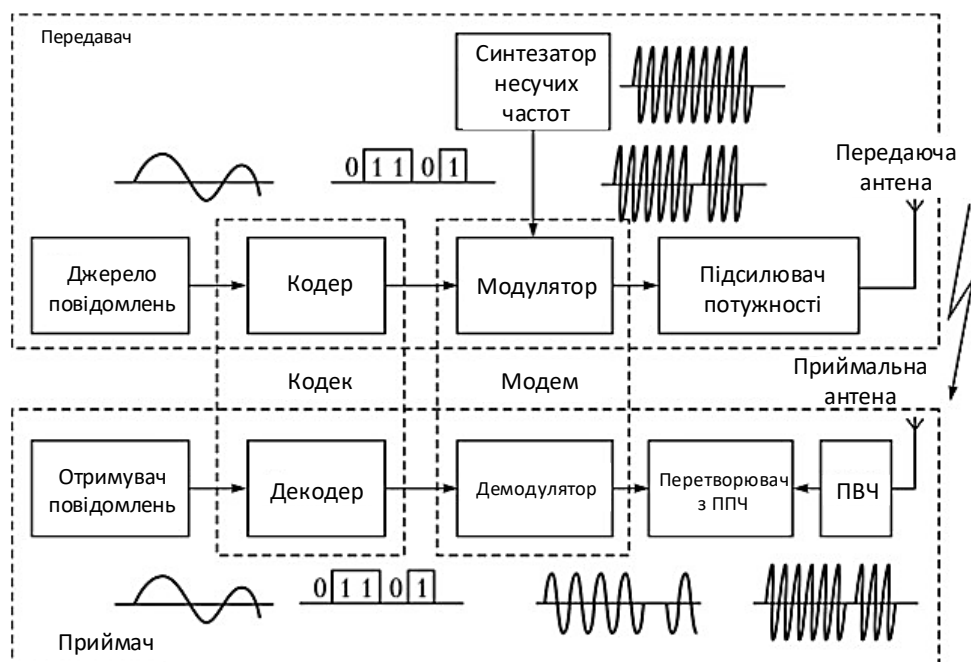 Передавач
Синтезатор
несучих
частот
0 1 1 0 1
Передаюча
антена
Джерело
повідомлень
Кодер
Модулятор
Підсилювач
потужності
Кодек
Модем
Приймальна
антена
Отримувач
повідомлень
Декодер
Демодулятор
Перетворювач
з ППЧ
ПВЧ
0 1 1 0 1
Приймач